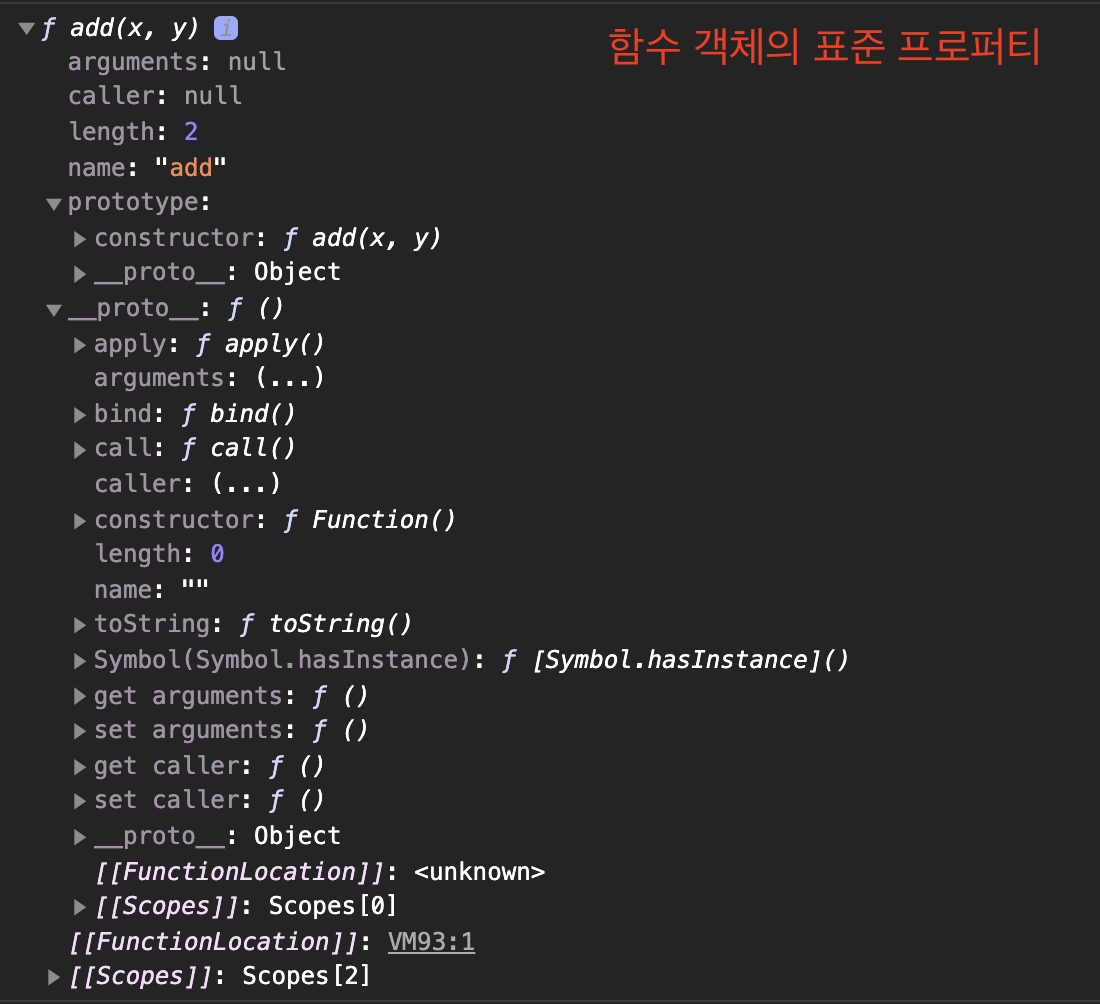 ▼ƒ add(x, y) i
함수 객체의 표준 프로퍼티
arguments: null
caller: null
length: 2
name: "add"
▼prototype:
▶constructor: ƒ add(x, y)
▶__proto__: Object
▼__proto__: ƒ ()
▶apply: ƒ apply()
arguments: (...)
▶bind: ƒ bind()
▶call: ƒ call()
caller: (...)
▶constructor: ƒ Function()
length: 0
name: ""
▶toString: ƒ toString()
▶Symbol(Symbol.hasInstance): ƒ [Symbol.hasInstance]()
▶get arguments: ƒ ()
▶set arguments: ƒ ()
▶get caller: ƒ ()
▶set caller: ƒ ()
▶__proto__: Object
[[FunctionLocation]]: <unknown>
▶[[Scopes]]: Scopes[0]
[[FunctionLocation]]: VM93:1
▶[[Scopes]]: Scopes[2]